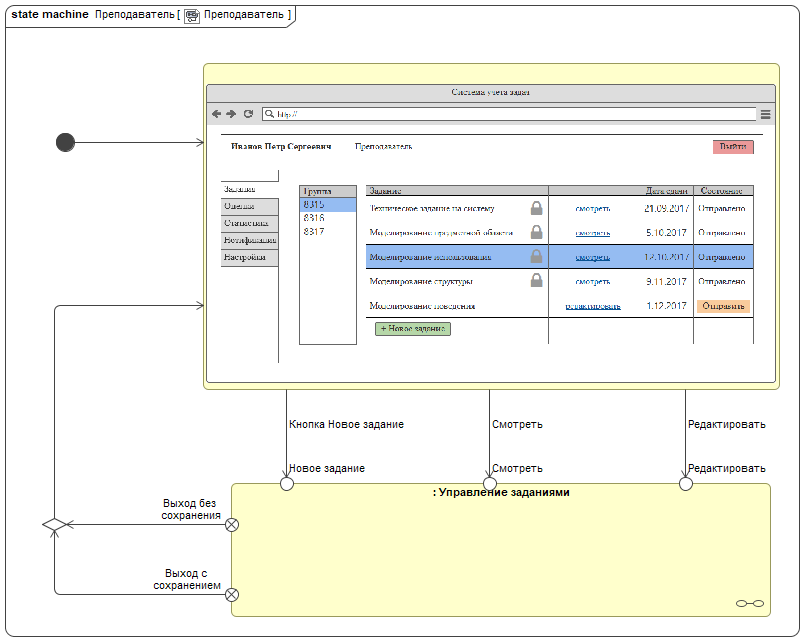 state machine Преподаватель [ Преподаватель ]
Система учета задач
http://
Иванов Петр Сергеевич Преподаватель Выйти
Задания
Оценки
Статистика
Нотификация
Настройки
Группа
8315
8316
8317
Задание Дата сдачи Состояние
Техническое задание на систему смотреть 21.09.2017 Отправлено
Моделирование предметной области смотреть 5.10.2017 Отправлено
Моделирование использования смотреть 12.10.2017 Отправлено
Моделирование структуры смотреть 9.11.2017 Отправлено
Моделирование поведения редактировать 1.12.2017 Отправить
+ Новое задание
Кнопка Новое задание Смотреть Редактировать
Новое задание Смотреть Редактировать
: Управление заданиями
Выход без
сохранения
Выход с
сохранением